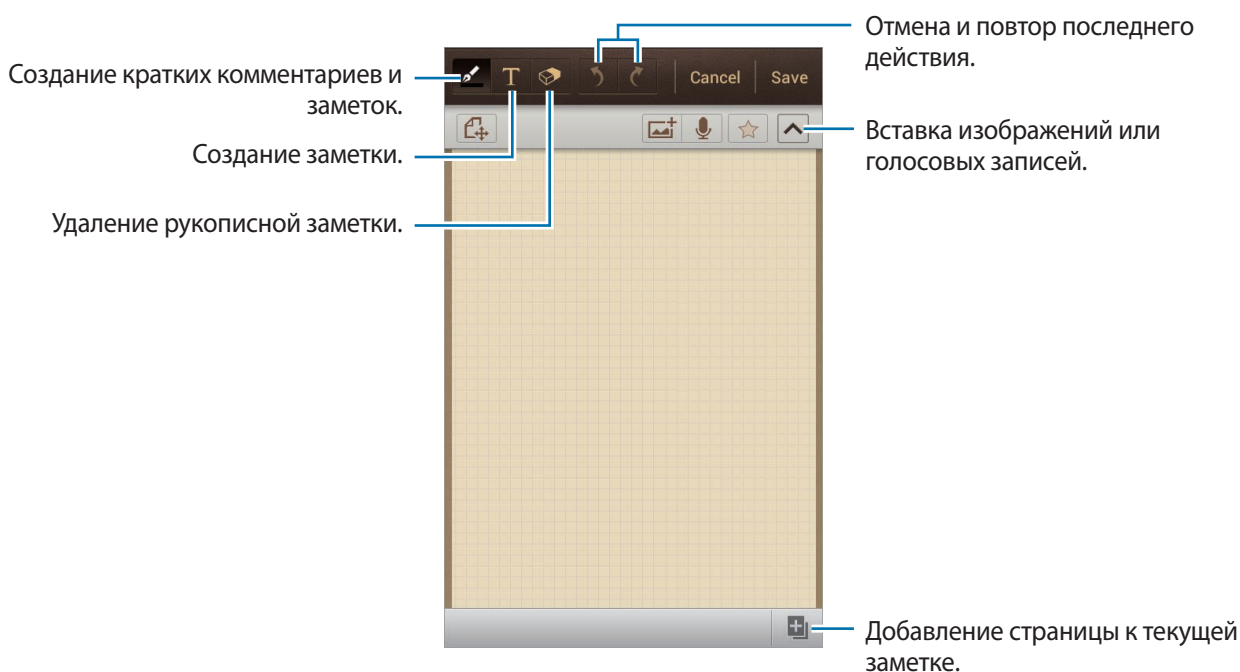 Отмена и повтор последнего
действия.
Создание кратких комментариев и
заметок.
T
Cancel
Save
Вставка изображений или
голосовых записей.
Создание заметки.
Удаление рукописной заметки.
Добавление страницы к текущей
заметке.